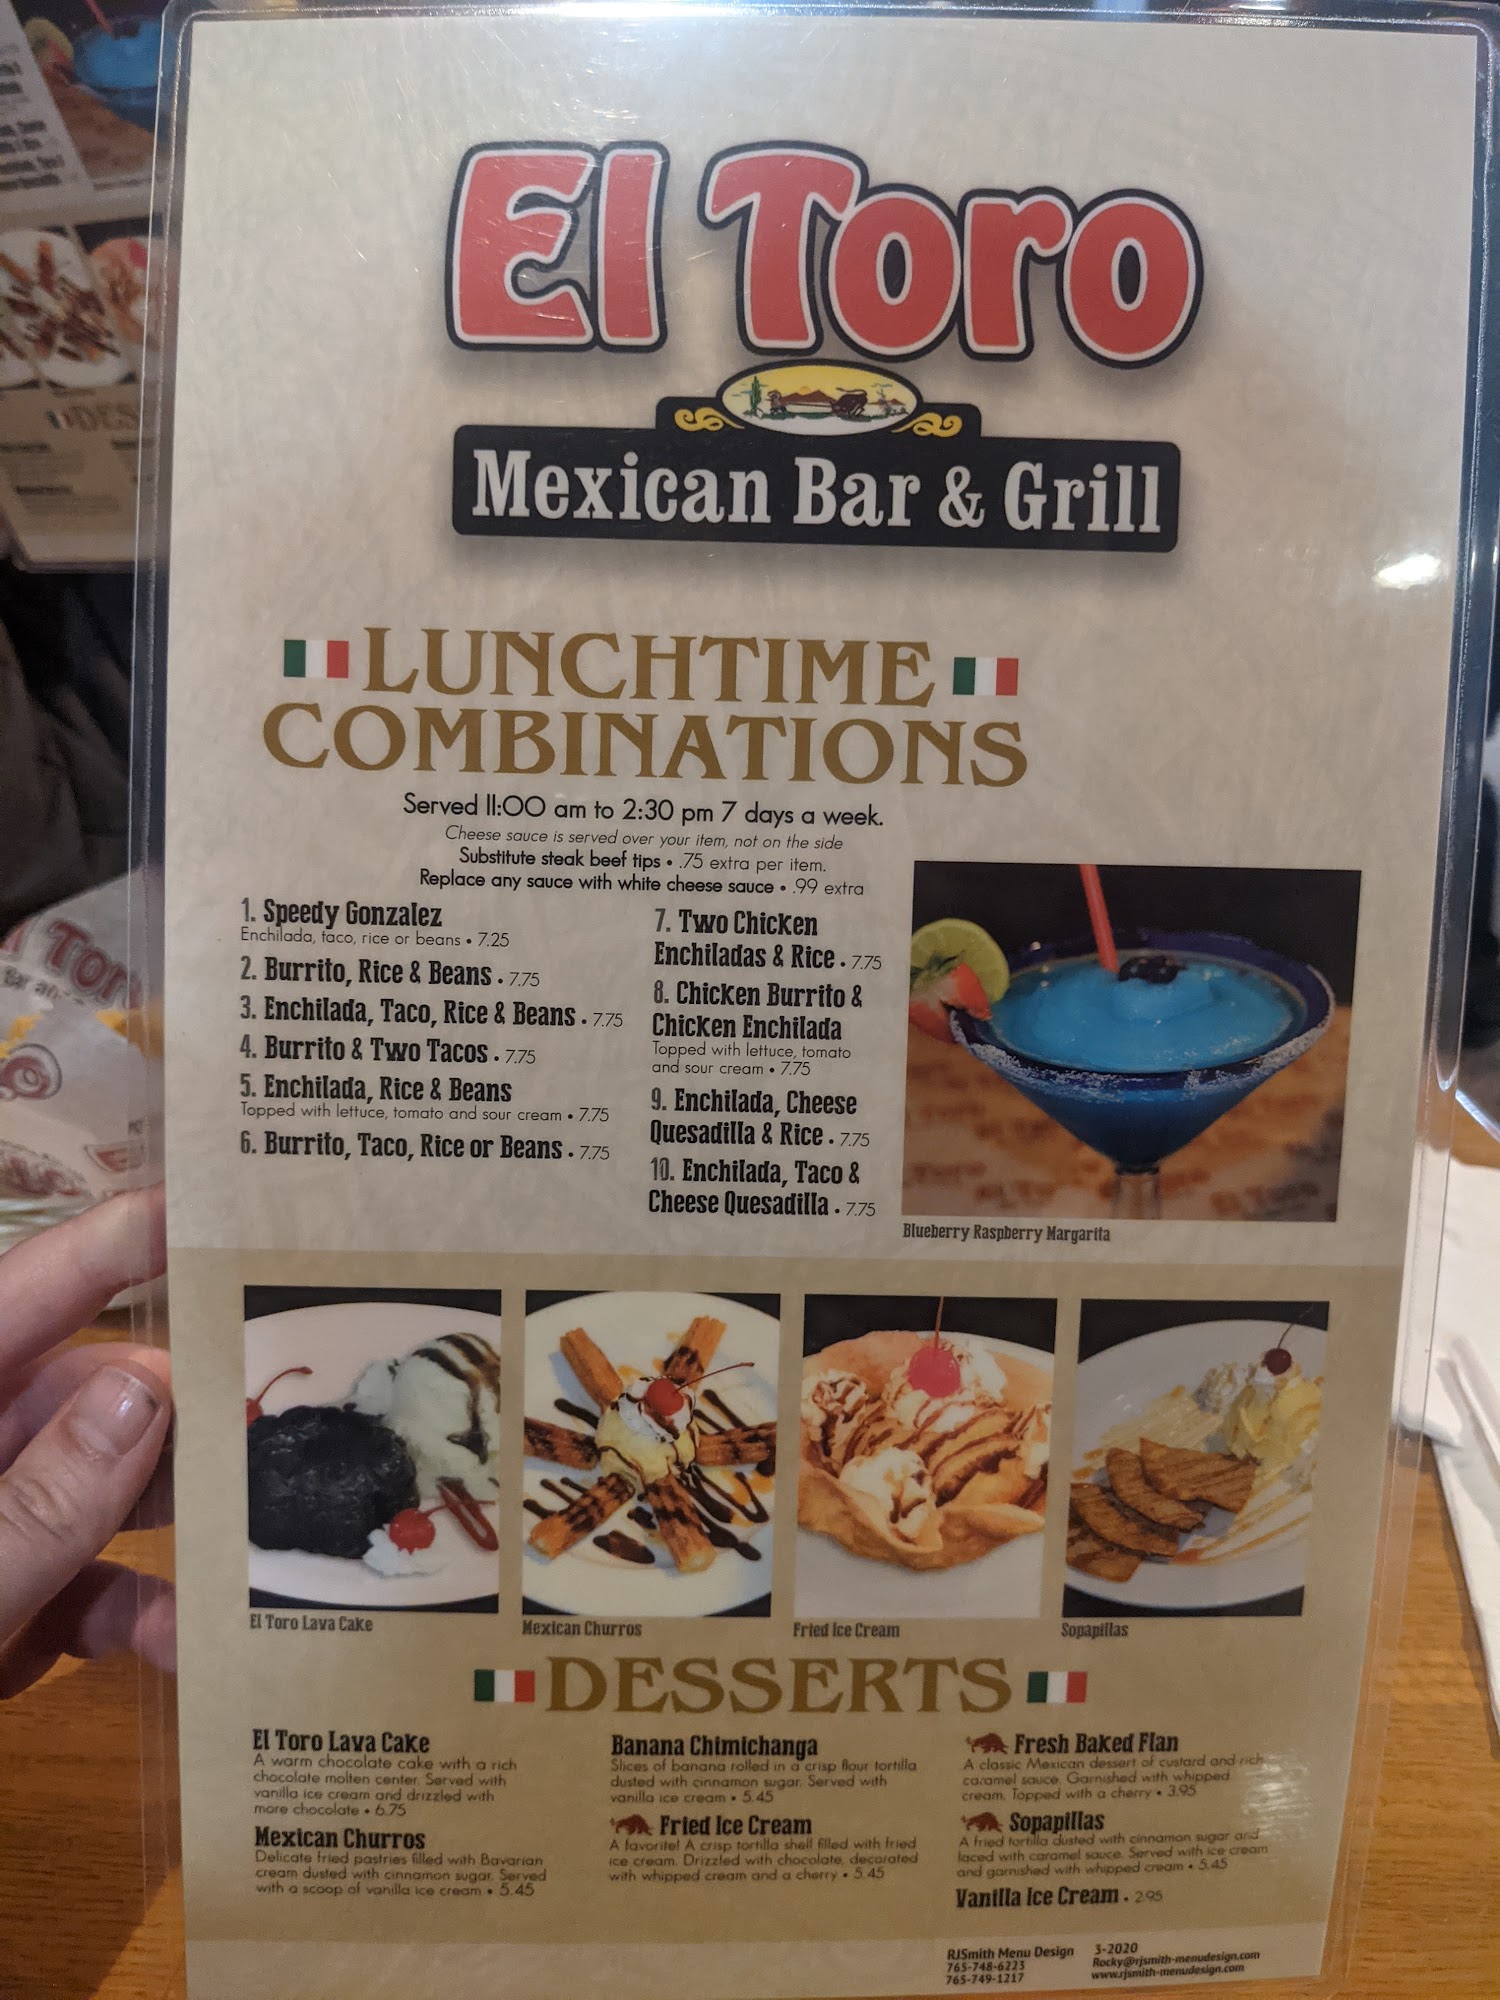 El Toro
Mexican Bar & Grill
LUNCHTIME
COMBINATIONS
Served 11:00 am to 2:30 pm 7 days a week.
Cheese sauce is served over your item, not on the side
Substitute steak beef tips • .75 extra per item.
Replace any sauce with white cheese sauce • .99 extra
1. Speedy Gonzalez
Enchilada, taco, rice or beans • 7.25
2. Burrito, Rice & Beans • 7.75
3. Enchilada, Taco, Rice & Beans • 7.75
4. Burrito & Two Tacos • 7.75
5. Enchilada, Rice & Beans
Topped with lettuce, tomato and sour cream • 7.75
6. Burrito, Taco, Rice or Beans • 7.75
7. Two Chicken
Enchiladas & Rice • 7.75
8. Chicken Burrito &
Chicken Enchilada
Topped with lettuce, tomato
and sour cream • 7.75
9. Enchilada, Cheese
Quesadilla & Rice • 7.75
10. Enchilada, Taco &
Cheese Quesadilla • 7.75
Blueberry Raspberry Margarita
El Toro Lava Cake
Mexican Churros
Fried Ice Cream
Sopapillas
DESSERTS
El Toro Lava Cake
A warm chocolate cake with a rich
chocolate molten center. Served with
vanilla ice cream and drizzled with
more chocolate • 6.75
Mexican Churros
Delicate fried pastries filled with Bavarian
cream dusted with cinnamon sugar. Served
with a scoop of vanilla ice cream • 5.45
Banana Chimichanga
Slices of banana rolled in a crisp flour tortilla
dusted with cinnamon sugar. Served with
vanilla ice cream • 5.45
Fried Ice Cream
A favorite! A crisp tortilla shell filled with fried
ice cream. Drizzled with chocolate, decorated
with whipped cream and a cherry • 5.45
Fresh Baked Flan
A classic Mexican dessert of custard and rich
caramel sauce. Garnished with whipped
cream. Topped with a cherry • 3.95
Sopapillas
A fried tortilla dusted with cinnamon sugar and
laced with caramel sauce. Served with ice cream
and garnished with whipped cream • 5.45
Vanilla Ice Cream • 2.95
RJSmith Menu Design 3-2020
765-748-6223 Rocky@rjsmith-menudesign.com
765-749-1217 www.rjsmith-menudesign.com